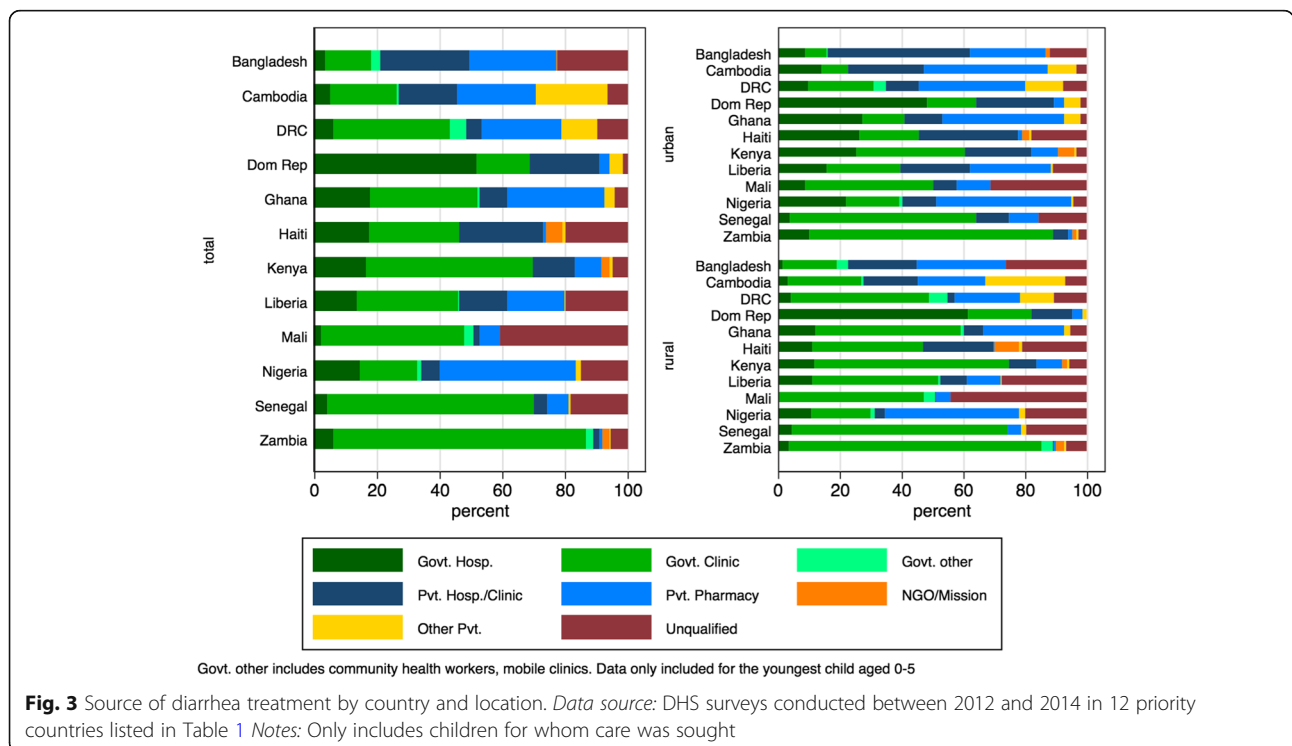 total
Bangladesh
Cambodia
DRC
Dom Rep
Ghana
Haiti
Kenya
Liberia
Mali
Nigeria
Senegal
Zambia
0 20 40 60 80 100
percent
urban
Bangladesh
Cambodia
DRC
Dom Rep
Ghana
Haiti
Kenya
Liberia
Mali
Nigeria
Senegal
Zambia
rural
Bangladesh
Cambodia
DRC
Dom Rep
Ghana
Haiti
Kenya
Liberia
Mali
Nigeria
Senegal
Zambia
0 20 40 60 80 100
percent
Govt. Hosp. Govt. Clinic Govt. other
Pvt. Hosp./Clinic Pvt. Pharmacy NGO/Mission
Other Pvt. Unqualified
Govt. other includes community health workers, mobile clinics. Data only included for the youngest child aged 0-5
Fig. 3 Source of diarrhea treatment by country and location. Data source: DHS surveys conducted between 2012 and 2014 in 12 priority
countries listed in Table 1 Notes: Only includes children for whom care was sought